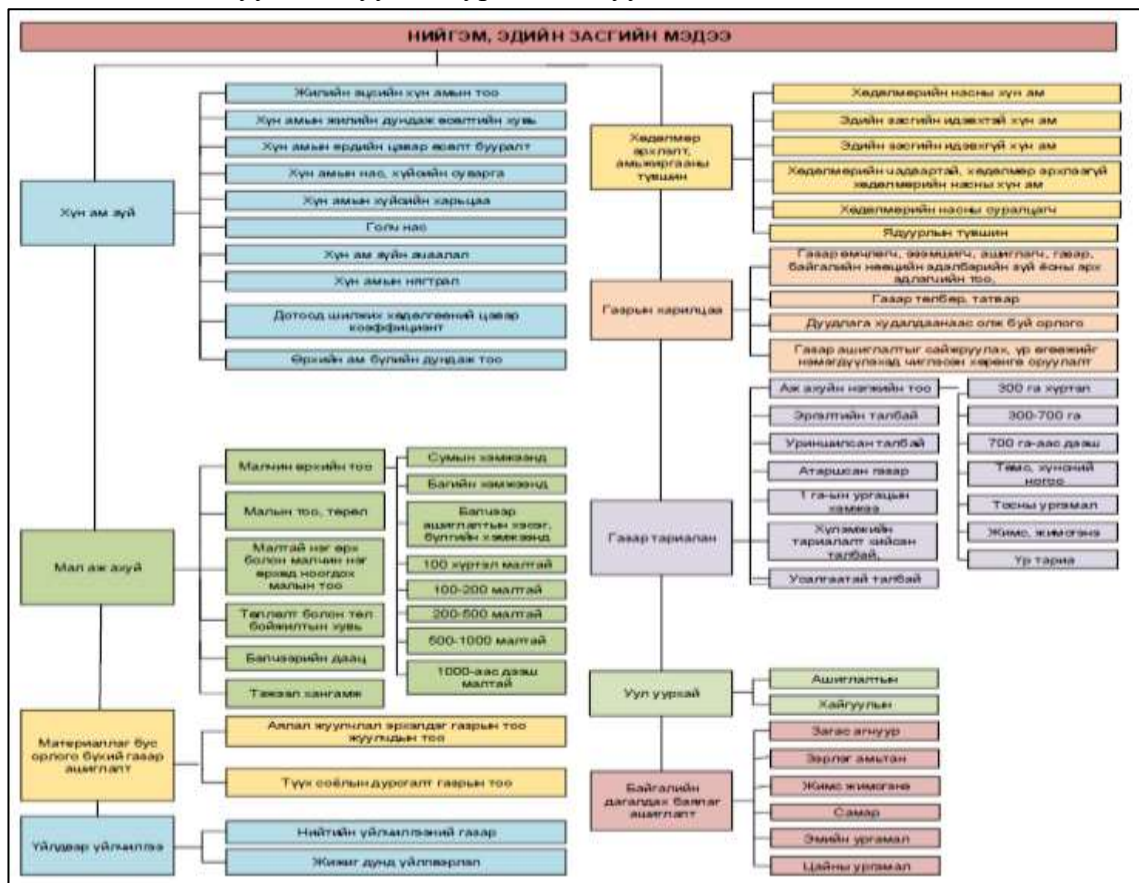 НИЙГЭМ, ЭДИЙН ЗАСГИЙН МЭДЭЭ
Хүн ам зүй
Жилийн эцсийн хүн амын тоо
Хүн амын жилийн дундаж өсөлтийн хувь
Хүн амын ердийн цэвэр өсөлт бууралт
Хүн амын нас, хүйсийн суварга
Хүн амын хүйсийн харьцаа
Голч нас
Хүн ам зүйн ачаалал
Хүн амын нягтрал
Дотоод шилжих хөдөлгөөний цэвэр
коэффициент
Өрхийн ам бүлийн дундаж тоо
Мал аж ахуй
Малчин өрхийн тоо
Сумын хэмжээнд
Багийн хэмжээнд
Бэлчээр
ашиглалтын хэсэг,
бүлгийн хэмжээнд
100 хүртэл малтай
100-200 малтай
200-500 малтай
500-1000 малтай
1000-аас дээш
малтай
Малын тоо, төрөл
Малтай нэг өрх
болон малчин нэг
өрхөд ноогдох
малын тоо
Төллөлт болон төл
бойжилтын хувь
Бэлчээрийн даац
Тэжээл хангамж
Материаллаг бус
орлого бүхий газар
ашиглалт
Аялал жуулчлал эрхэлдэг газрын тоо
жуулчдын тоо
Түүх соёлын дурсгалт газрын тоо
Үйлдвэр үйлчилгээ
Нийтийн үйлчилгээний газар
Жижиг дунд үйлдвэрлэл
Хөдөлмөр
эрхлэлт,
амьжиргааны
түвшин
Хөдөлмөрийн насны хүн ам
Эдийн засгийн идэвхтэй хүн ам
Эдийн засгийн идэвхгүй хүн ам
Хөдөлмөрийн чадвартай, хөдөлмөр эрхлээгүй
хөдөлмөрийн насны хүн ам
Хөдөлмөрийн насны суралцагч
Ядуурлын түвшин
Газрын харилцаа
Газар өмчлөгч, эзэмшигч, ашиглагч, газар,
байгалийн нөөцийн эдэлбэрийн зүй ёсны эрх
эдлэгчийн тоо,
Газар төлбөр, татвар
Дуудлага худалдаанаас олж буй орлого
Газар ашиглалтыг сайжруулах, үр өгөөжийг
нэмэгдүүлэхэд чиглэсэн хөрөнгө оруулалт
Газар тариалан
Аж ахуйн нэгжийн тоо
300 га хүртэл
300-700 га
700 га-аас дээш
Төмс, хүнсний
ногоо
Тосны ургамал
Жимс, жимсгэнэ
Үр тариа
Эргэлтийн талбай
Уриншилсан талбай
Атаршсан газар
1 га-ын ургацын
хэмжээ
Хүлэмжийн
тариалалт хийсэн
талбай,
Усалгаатай талбай
Уул уурхай
Ашиглалтын
Хайгуулын
Байгалийн
дагалдах баялаг
ашиглалт
Загас агнуур
Зэрлэг амьтан
Жимс жимсгэнэ
Самар
Эмийн ургамал
Цайны ургамал